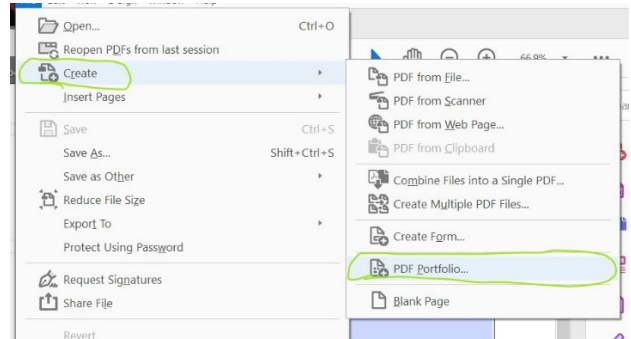 Open... Ctrl+O
Reopen PDFs from last session
Create
Insert Pages
Save Ctrl+S
Save As... Shift+Ctrl+S
Save as Other
Reduce File Size
Export To
Protect Using Password
Request Signatures
Share File
Revert
66.9%
PDF from File...
PDF from Scanner
PDF from Web Page...
PDF from Clipboard
Combine Files into a Single PDF...
Create Multiple PDF Files...
Create Form...
PDF Portfolio...
Blank Page